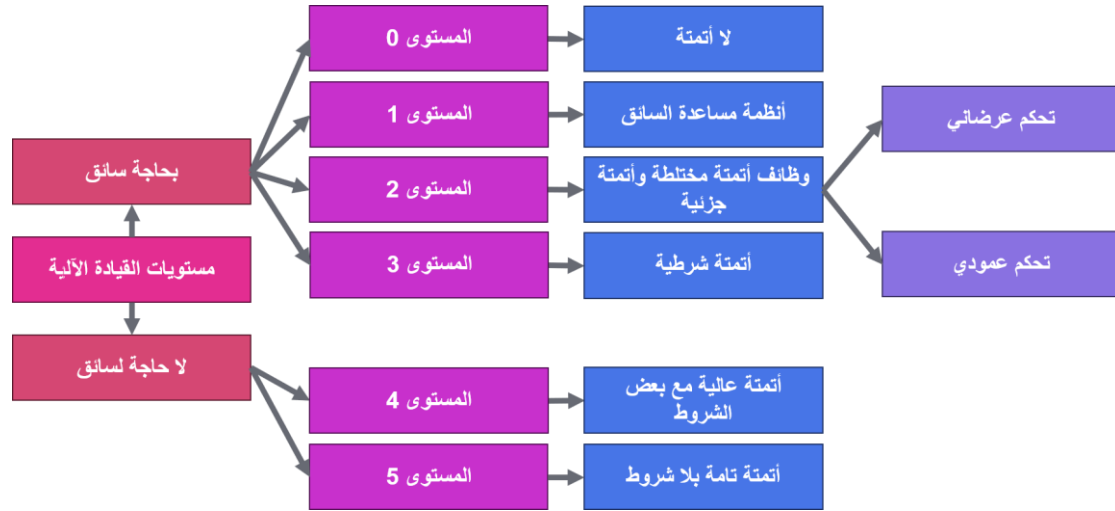 مستويات القيادة الآلية
بحاجة سائق
المستوى 0
لا أتمتة
المستوى 1
أنظمة مساعدة السائق
المستوى 2
وظائف أتمتة مختلطة وأتمتة
جزئية
تحكم عرضاني
تحكم عمودي
المستوى 3
أتمتة شرطية
لا حاجة لسائق
المستوى 4
أتمتة عالية مع بعض
الشروط
المستوى 5
أتمتة تامة بلا شروط